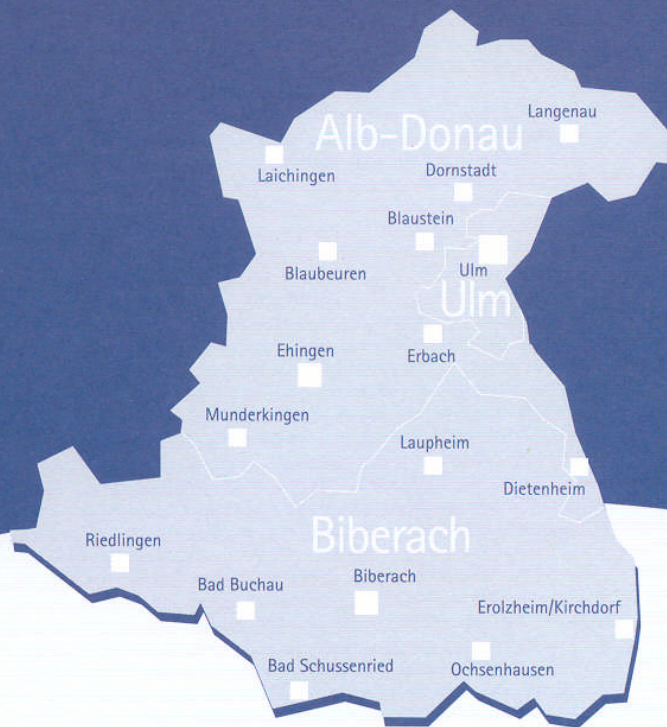 Langenau
Alb-Donau
Laichingen
Dornstadt
Blaustein
Blaubeuren
Ulm
Ulm
Ehingen
Erbach
Munderkingen
Laupheim
Dietenheim
Biberach
Riedlingen
Bad Buchau
Biberach
Erolzheim/Kirchdorf
Bad Schussenried
Ochsenhausen